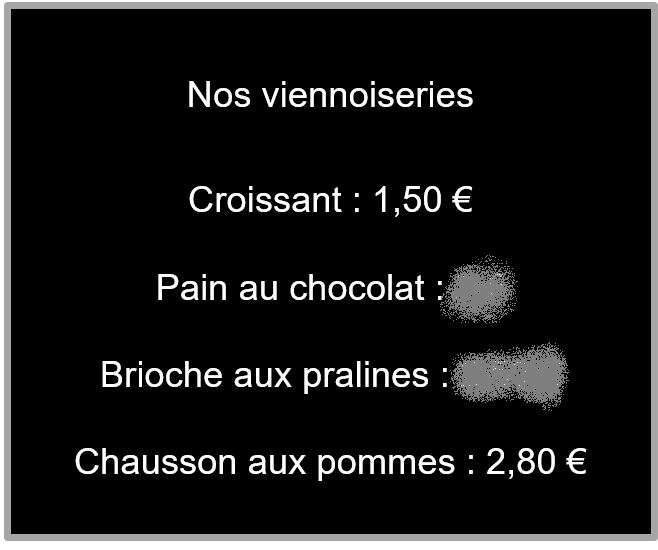 Nos viennoiseries
Croissant : 1,50 €
Pain au chocolat :
Brioche aux pralines :
Chausson aux pommes : 2,80 €